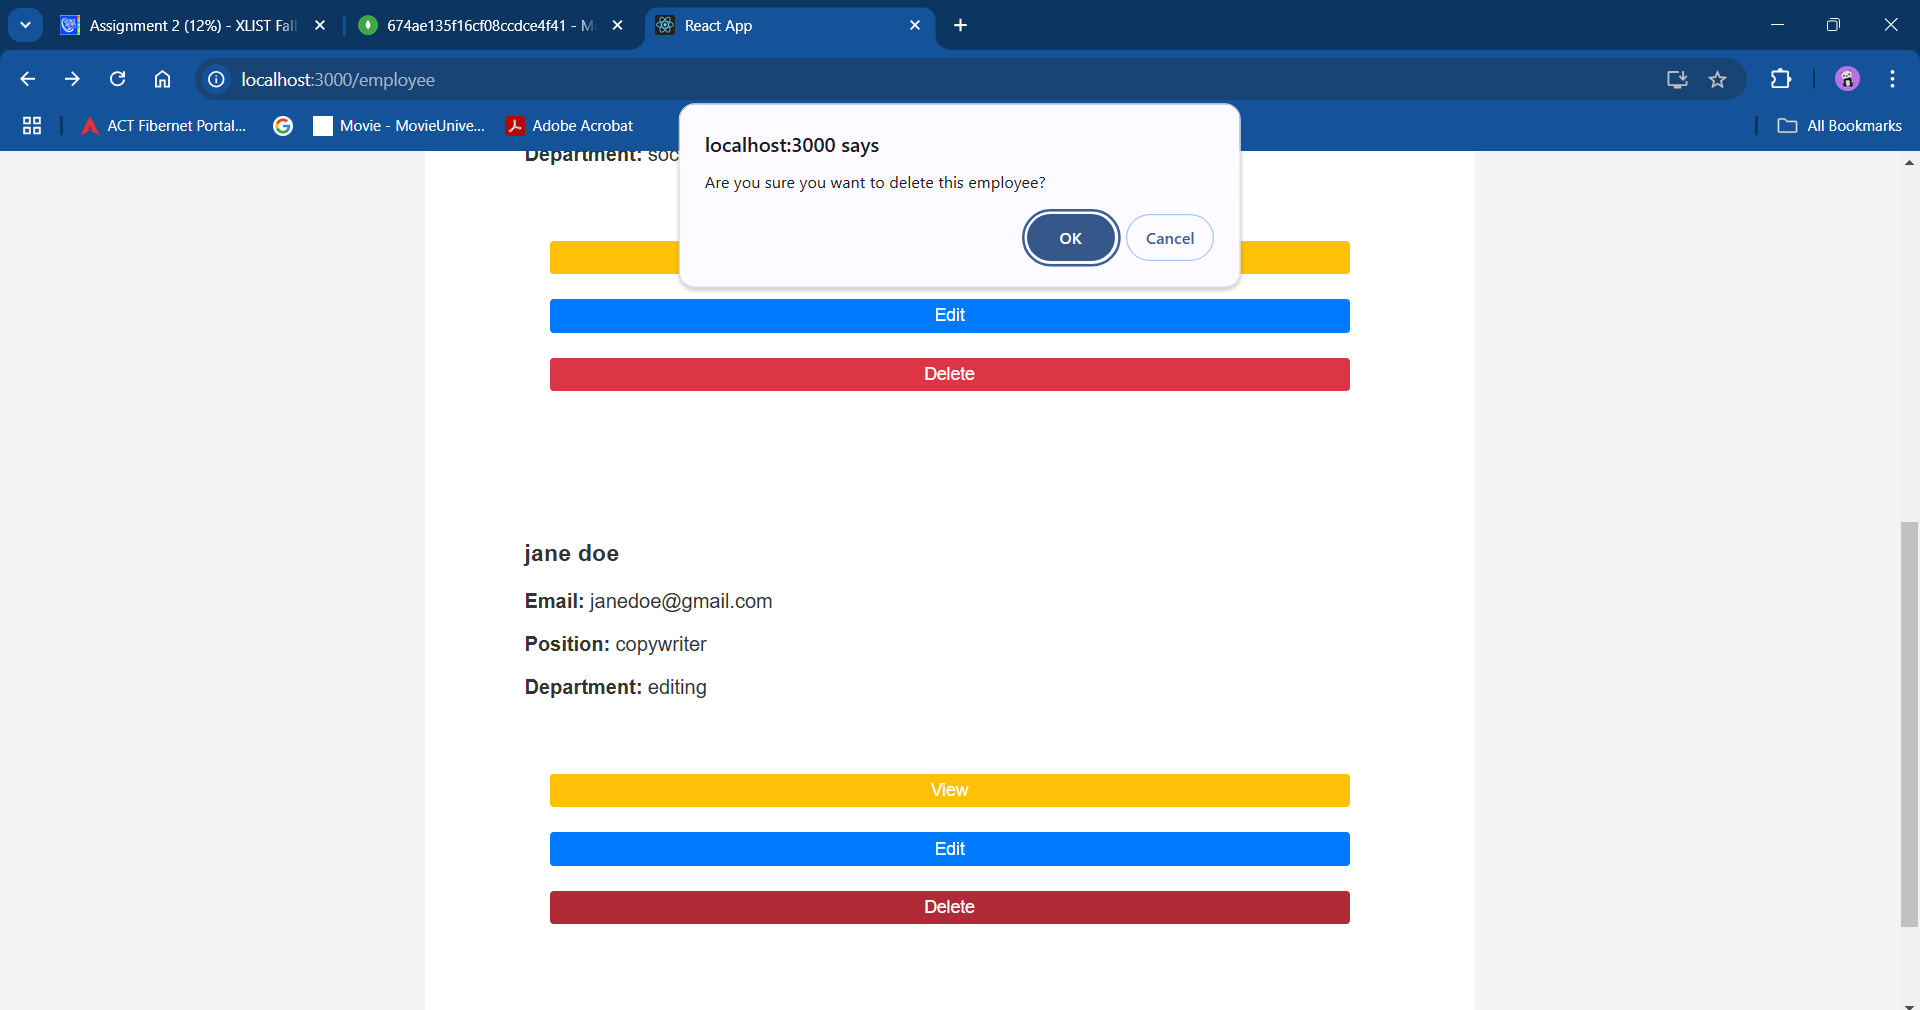 Assignment 2 (12%) - XLIST Fall
674ae135f16cf08ccdce4f41 - M
React App
localhost:3000/employee
ACT Fibernet Portal...
Movie - MovieUnive...
Adobe Acrobat
All Bookmarks
localhost:3000 says
Are you sure you want to delete this employee?
OK
Cancel
Department: soc
Edit
Delete
jane doe
Email: janedoe@gmail.com
Position: copywriter
Department: editing
View
Edit
Delete